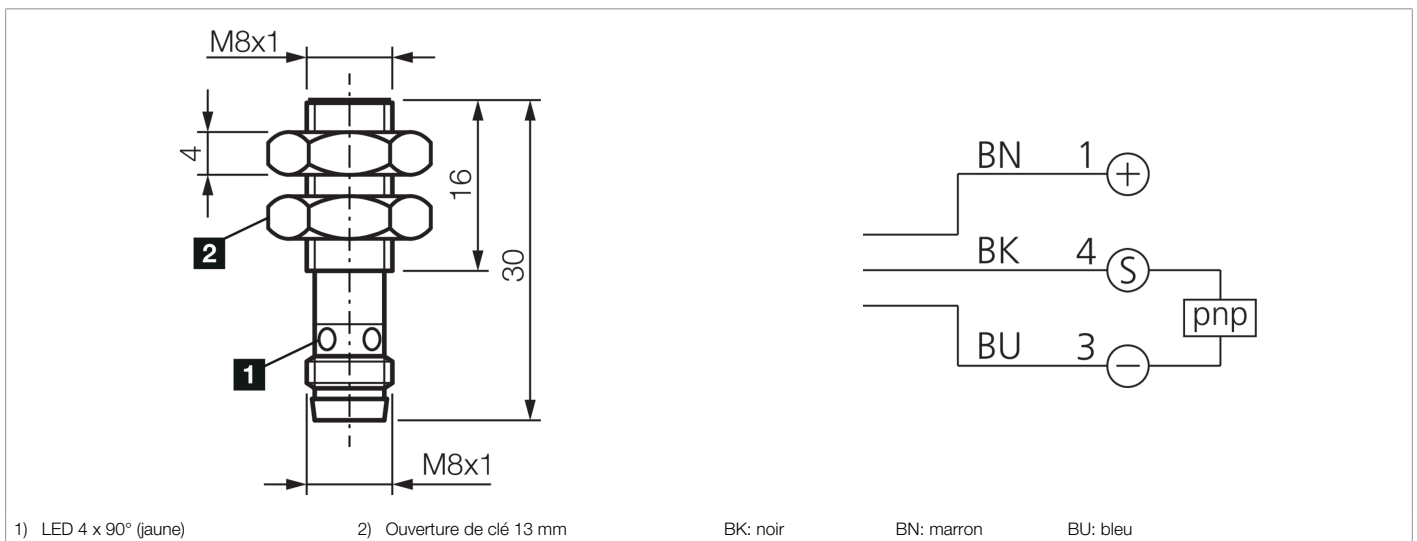 M8x1
4
16
30
2
1
M8x1
BN 1 +
BK 4 S
pnp
BU 3 −
1) LED 4 x 90° (jaune) 2) Ouverture de clé 13 mm BK: noir BN: marron BU: bleu